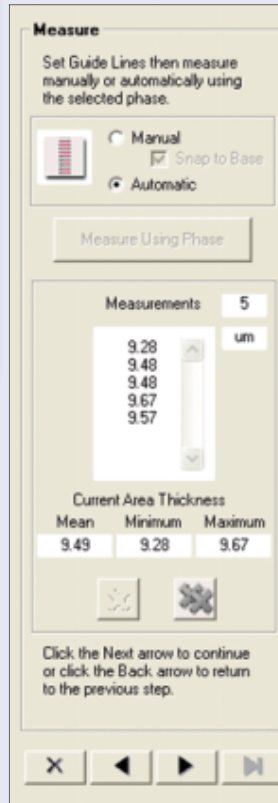 Measure
Set Guide Lines then measure
manually or automatically using
the selected phase.
Manual
Snap to Base
Automatic
Measure Using Phase
Measurements 5
um
9.28
9.48
9.48
9.67
9.57
Current Area Thickness
Mean Minimum Maximum
9.49 9.28 9.67
Click the Next arrow to continue
or click the Back arrow to return
to the previous step.